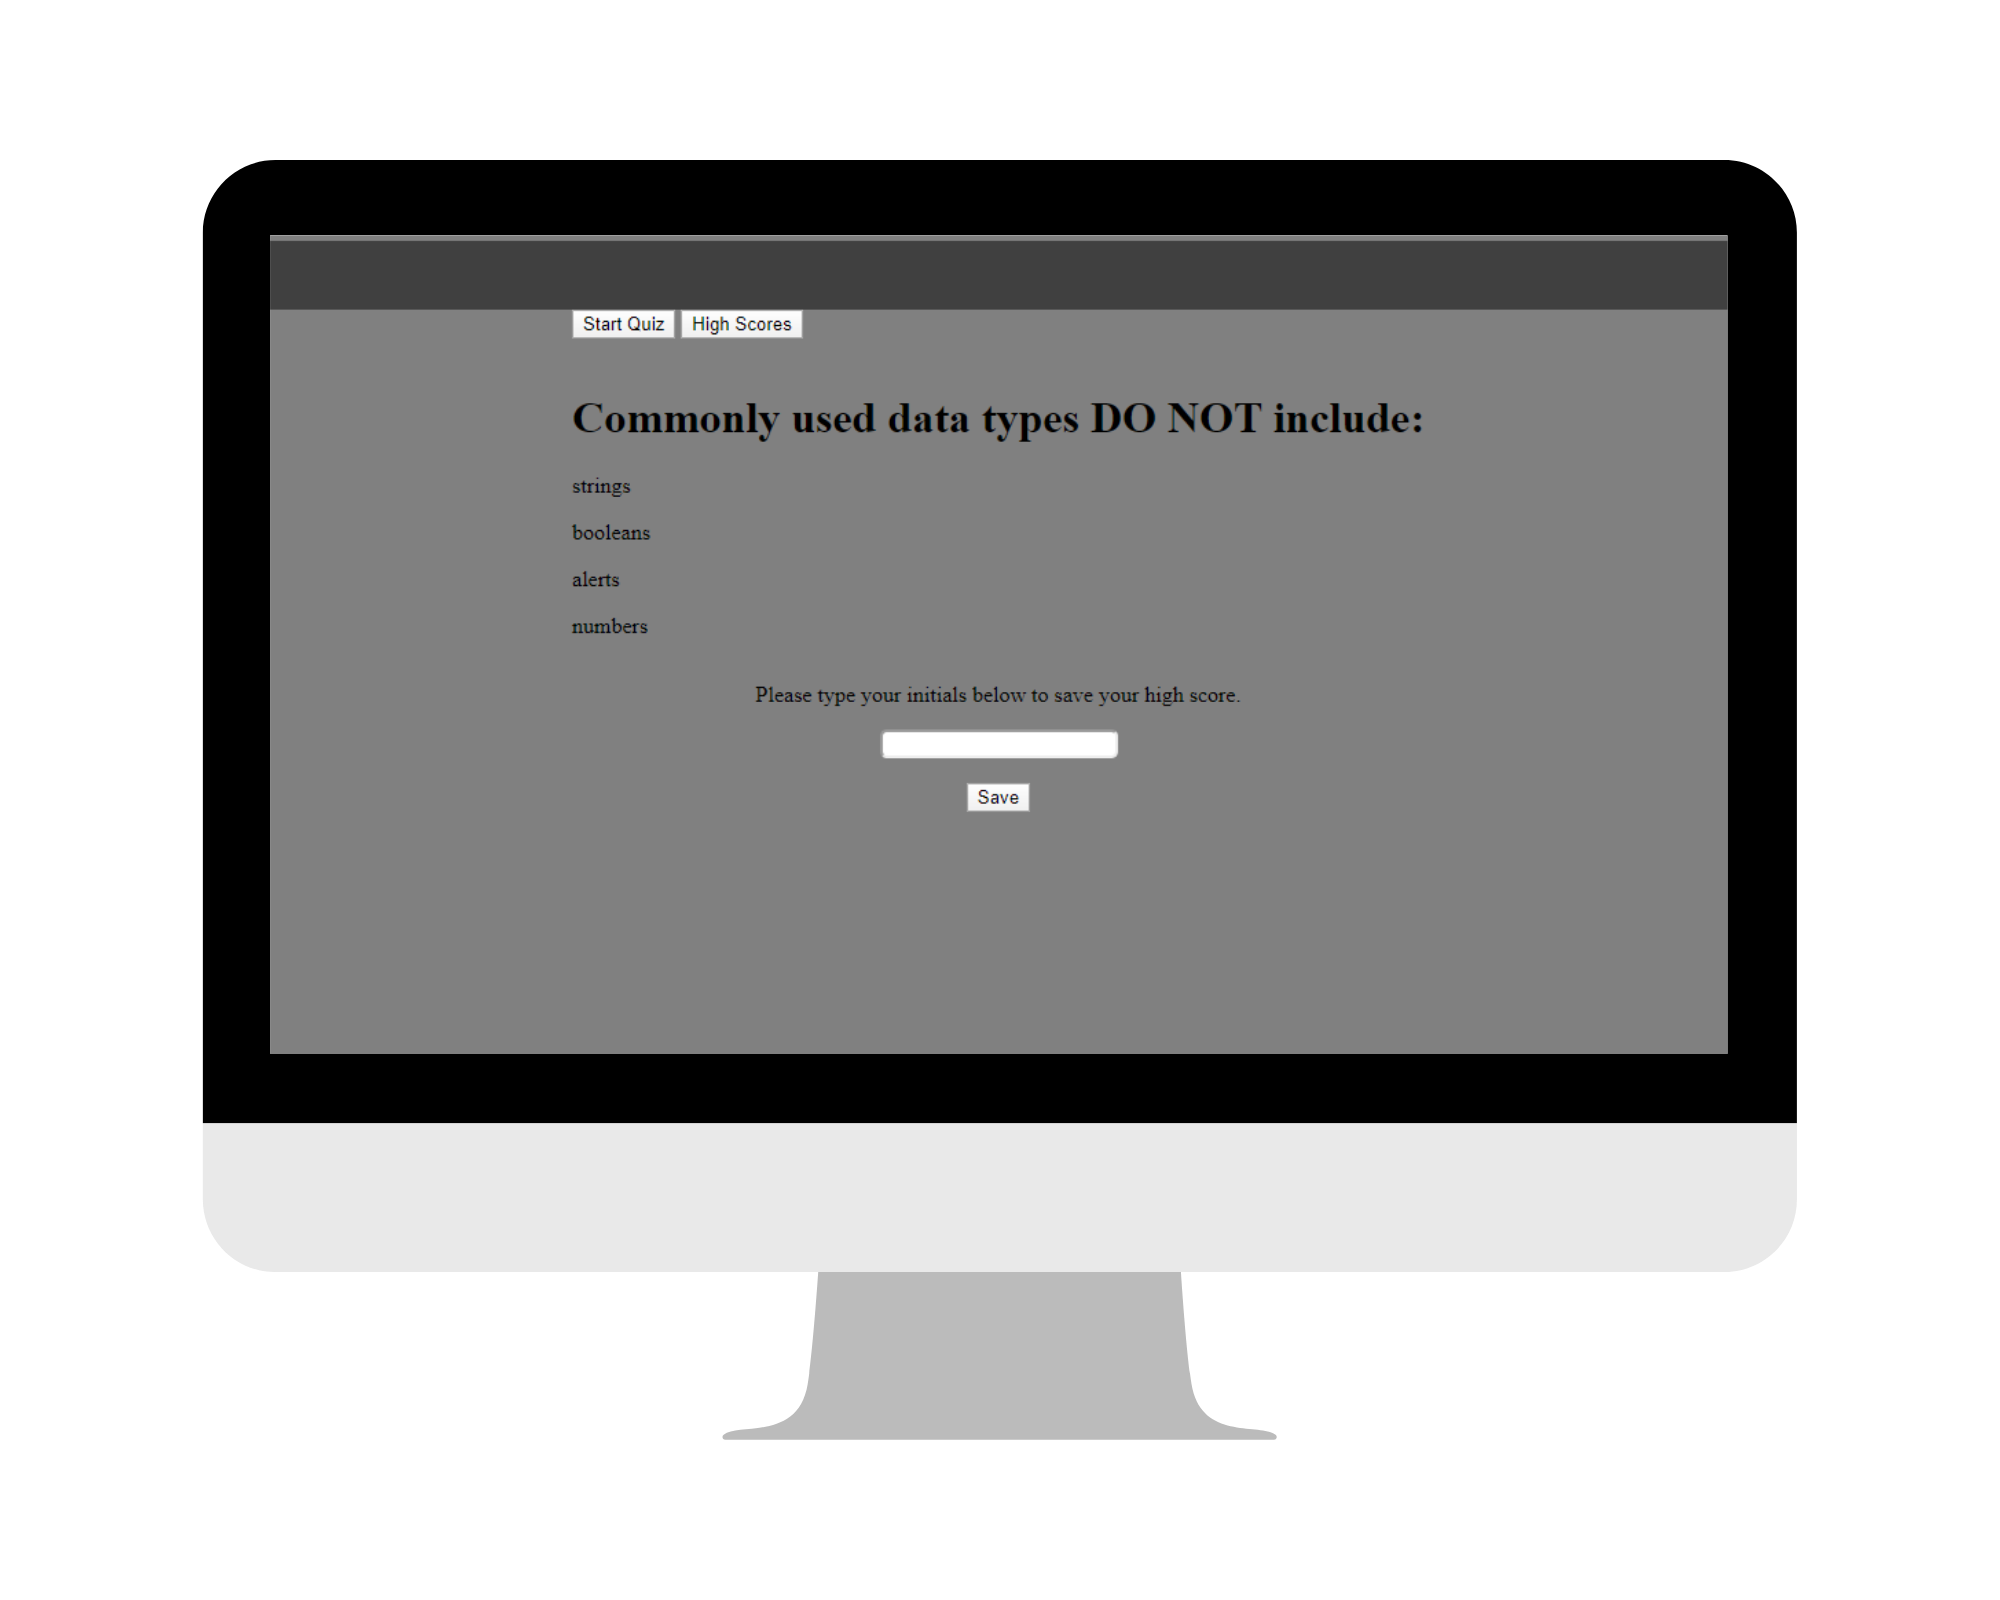 Start Quiz High Scores
Commonly used data types DO NOT include:
strings
booleans
alerts
numbers
Please type your initials below to save your high score.
Save